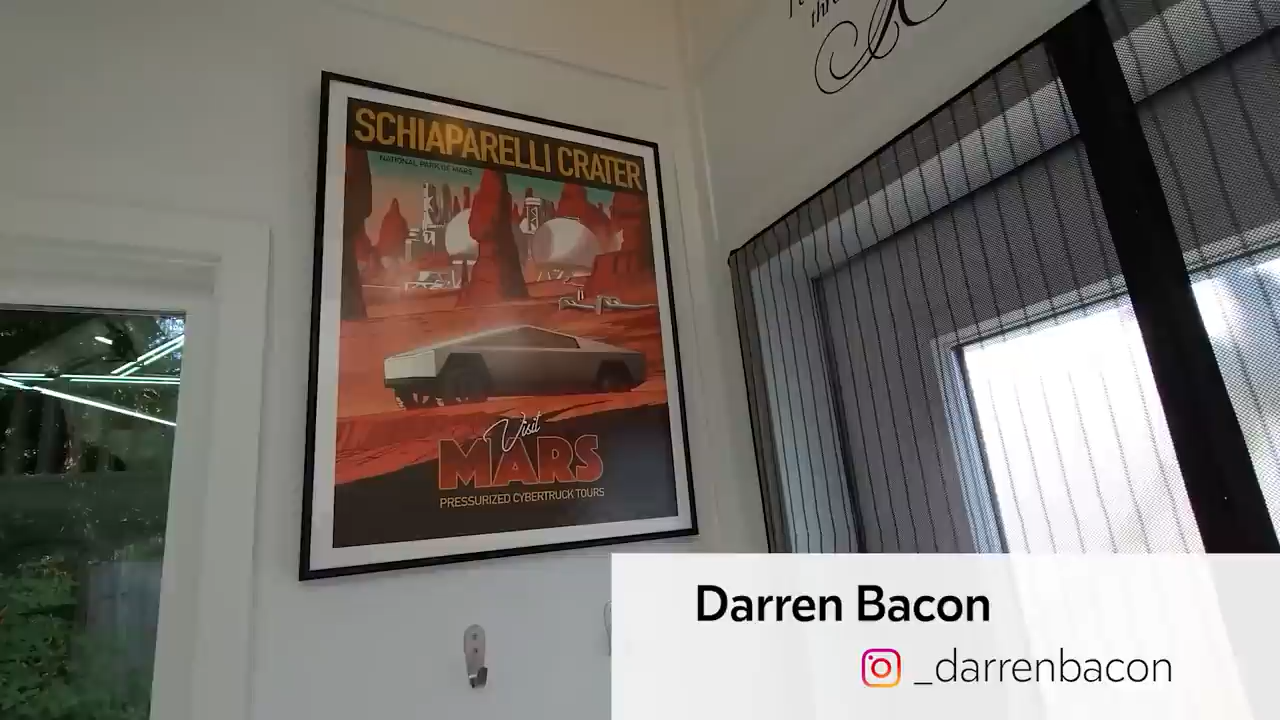 SCHIAPARELLI CRATER
NATIONAL PARK OF MARS
Visit
MARS
PRESSURIZED CYBERTRUCK TOURS
Darren Bacon
_darrenbacon